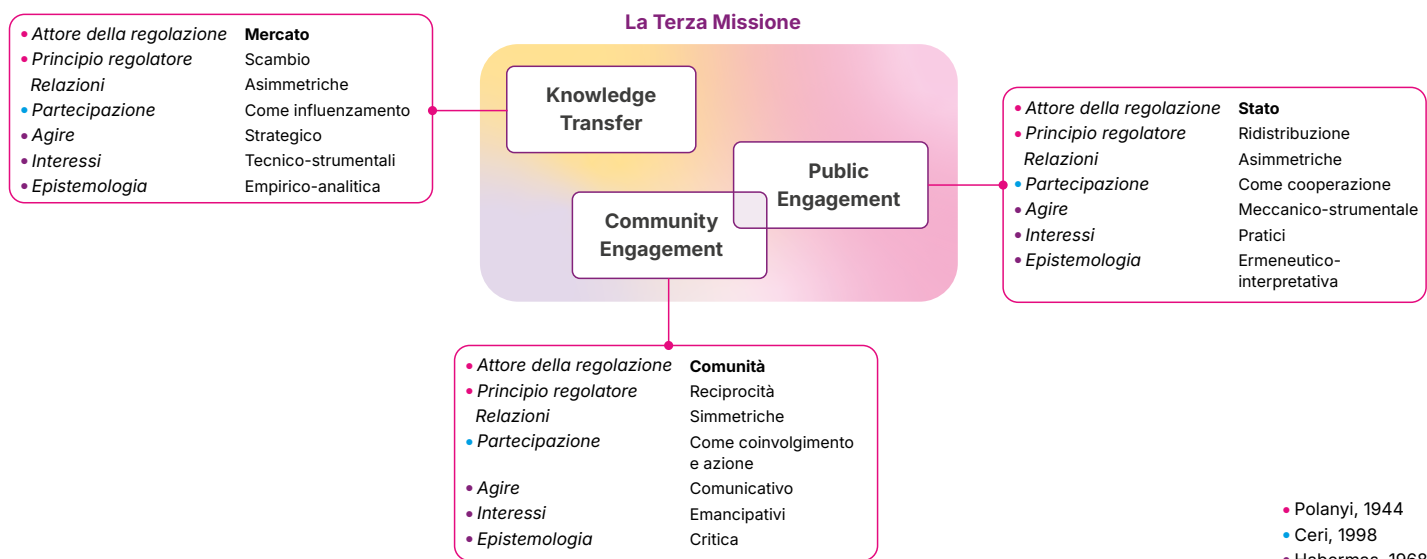 La Terza Missione
• Attore della regolazione Mercato
• Principio regolatore Scambio
Relazioni Asimmetriche
• Partecipazione Come influenzamento
• Agire Strategico
• Interessi Tecnico-strumentali
• Epistemologia Empirico-analitica
Knowledge
Transfer
Public
Engagement
Community
Engagement
• Attore della regolazione Stato
• Principio regolatore Ridistribuzione
Relazioni Asimmetriche
• Partecipazione Come cooperazione
• Agire Meccanico-strumentale
• Interessi Pratici
• Epistemologia Ermeneutico-
interpretativa
• Attore della regolazione Comunità
• Principio regolatore Reciprocità
Relazioni Simmetriche
• Partecipazione Come coinvolgimento
e azione
• Agire Comunicativo
• Interessi Emancipativi
• Epistemologia Critica
• Polanyi, 1944
• Ceri, 1998
• Habermas, 1968